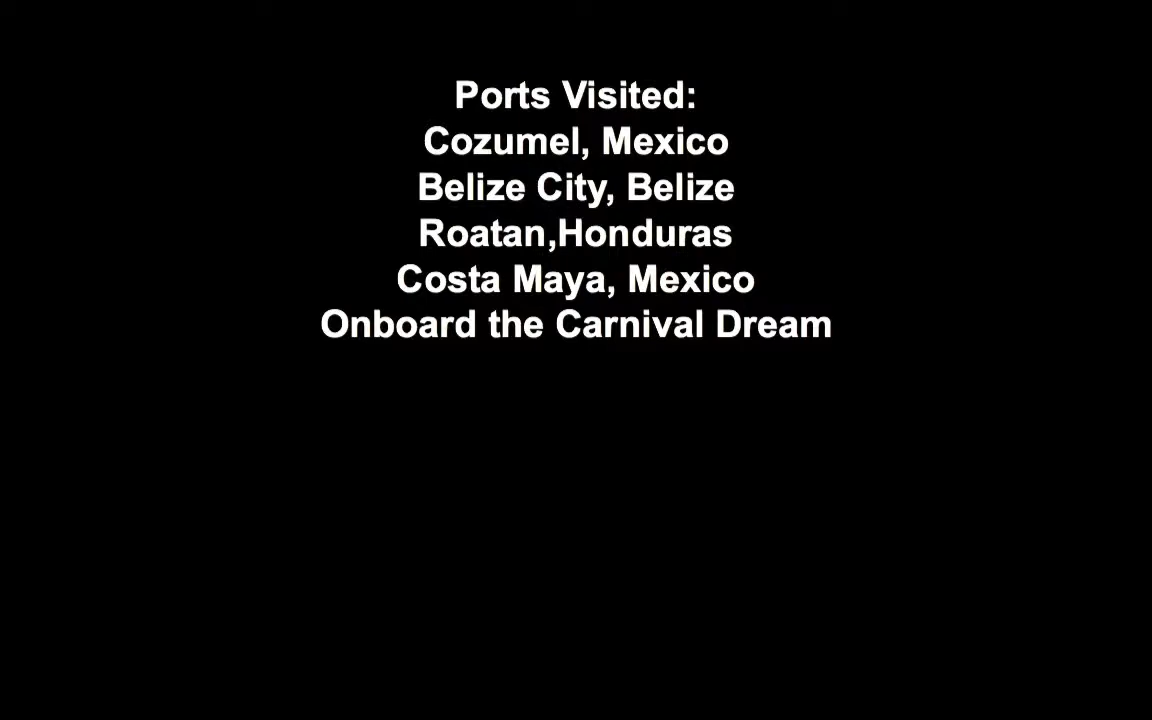 Ports Visited:
Cozumel, Mexico
Belize City, Belize
Roatan,Honduras
Costa Maya, Mexico
Onboard the Carnival Dream